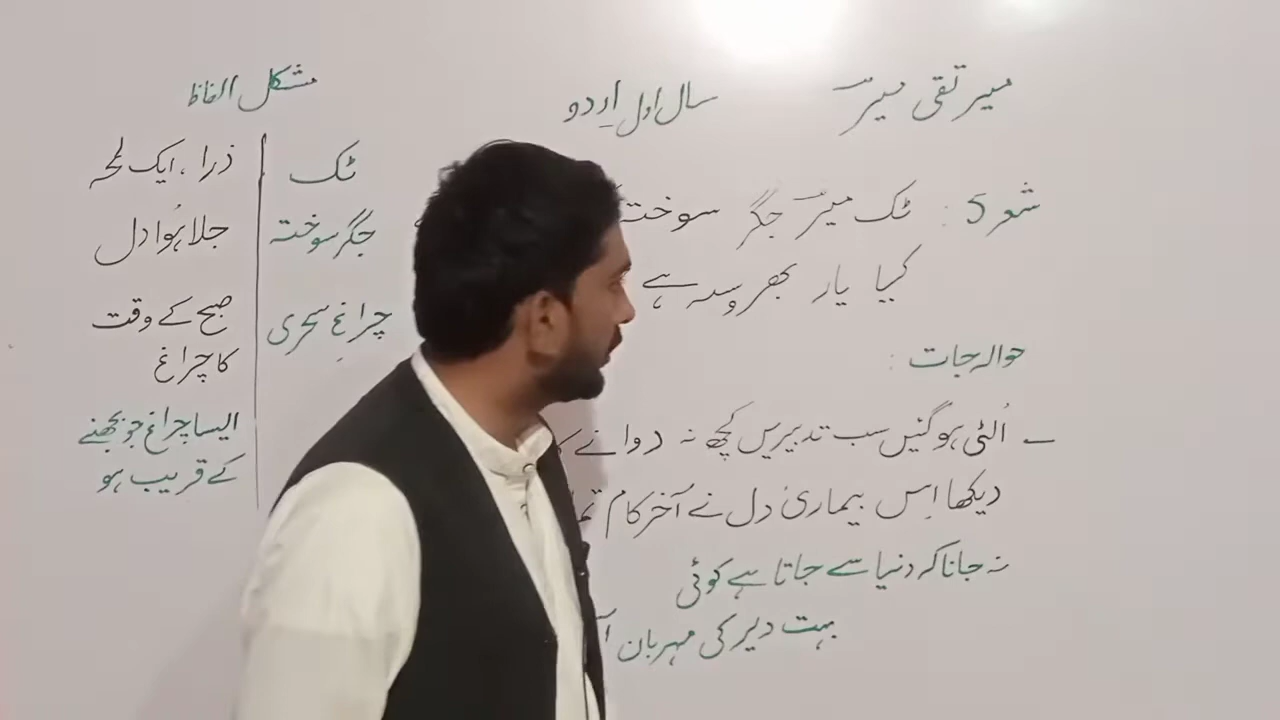 میر تقی میرؔ
سال اول اردو
شعر 5 : ٹک میرؔ جگر سوختہ
کیا یار بھروسہ ہے
حوالہ جات :
اُلٹی ہو گئیں سب تدبیریں کچھ نہ دوا نے
دیکھا اِس بیماریٔ دل نے آخر کام
نہ جانا کہ دنیا سے جاتا ہے کوئی
بہت دیر کی مہربان
مشکل الفاظ
ٹک ذرا ، ایک لمحہ
جگر سوختہ جلا ہُوا دل
چراغِ سحری صبح کے وقت
کا چراغ
ایسا چراغ جو بجھنے
کے قریب ہو